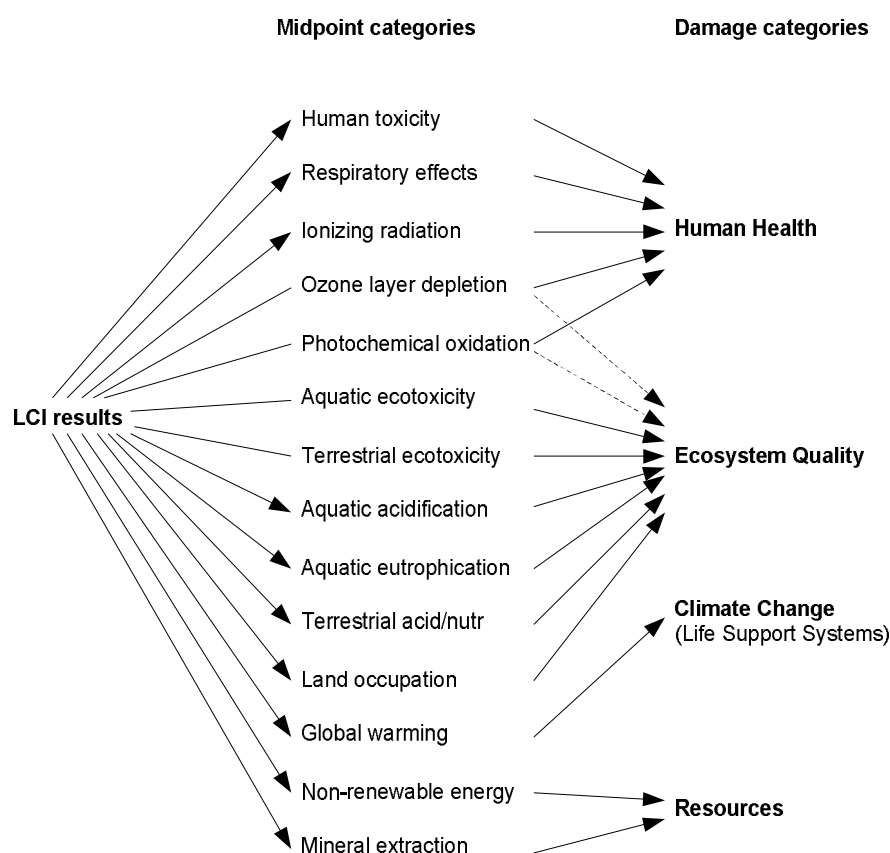 Midpoint categories
Damage categories
Human toxicity
Respiratory effects
Ionizing radiation
Ozone layer depletion
Photochemical oxidation
Aquatic ecotoxicity
Terrestrial ecotoxicity
Aquatic acidification
Aquatic eutrophication
Terrestrial acid/nutr
Land occupation
Global warming
Non-renewable energy
Mineral extraction
LCI results
Human Health
Ecosystem Quality
Climate Change
(Life Support Systems)
Resources